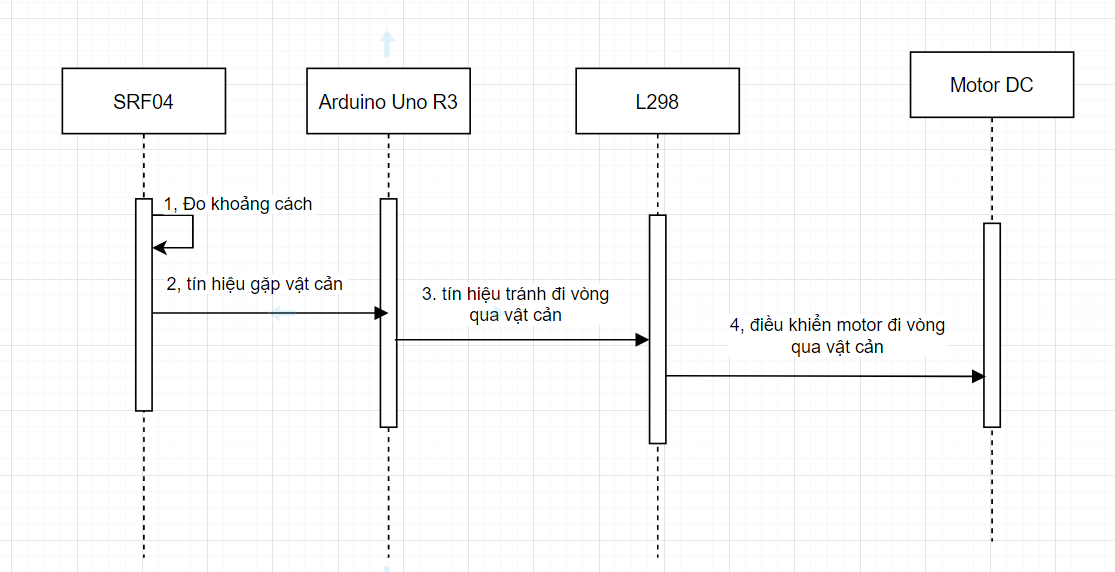 SRF04
Arduino Uno R3
L298
Motor DC
1, Đo khoảng cách
2, tín hiệu gặp vật cản
3. tín hiệu tránh đi vòng
qua vật cản
4, điều khiển motor đi vòng
qua vật cản